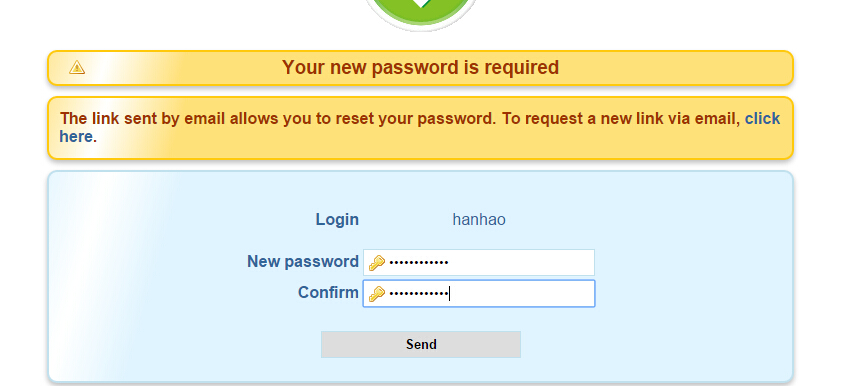 Your new password is required
The link sent by email allows you to reset your password. To request a new link via email, click
here.
Login hanhao
New password ••••••••••••
Confirm ••••••••••••
Send